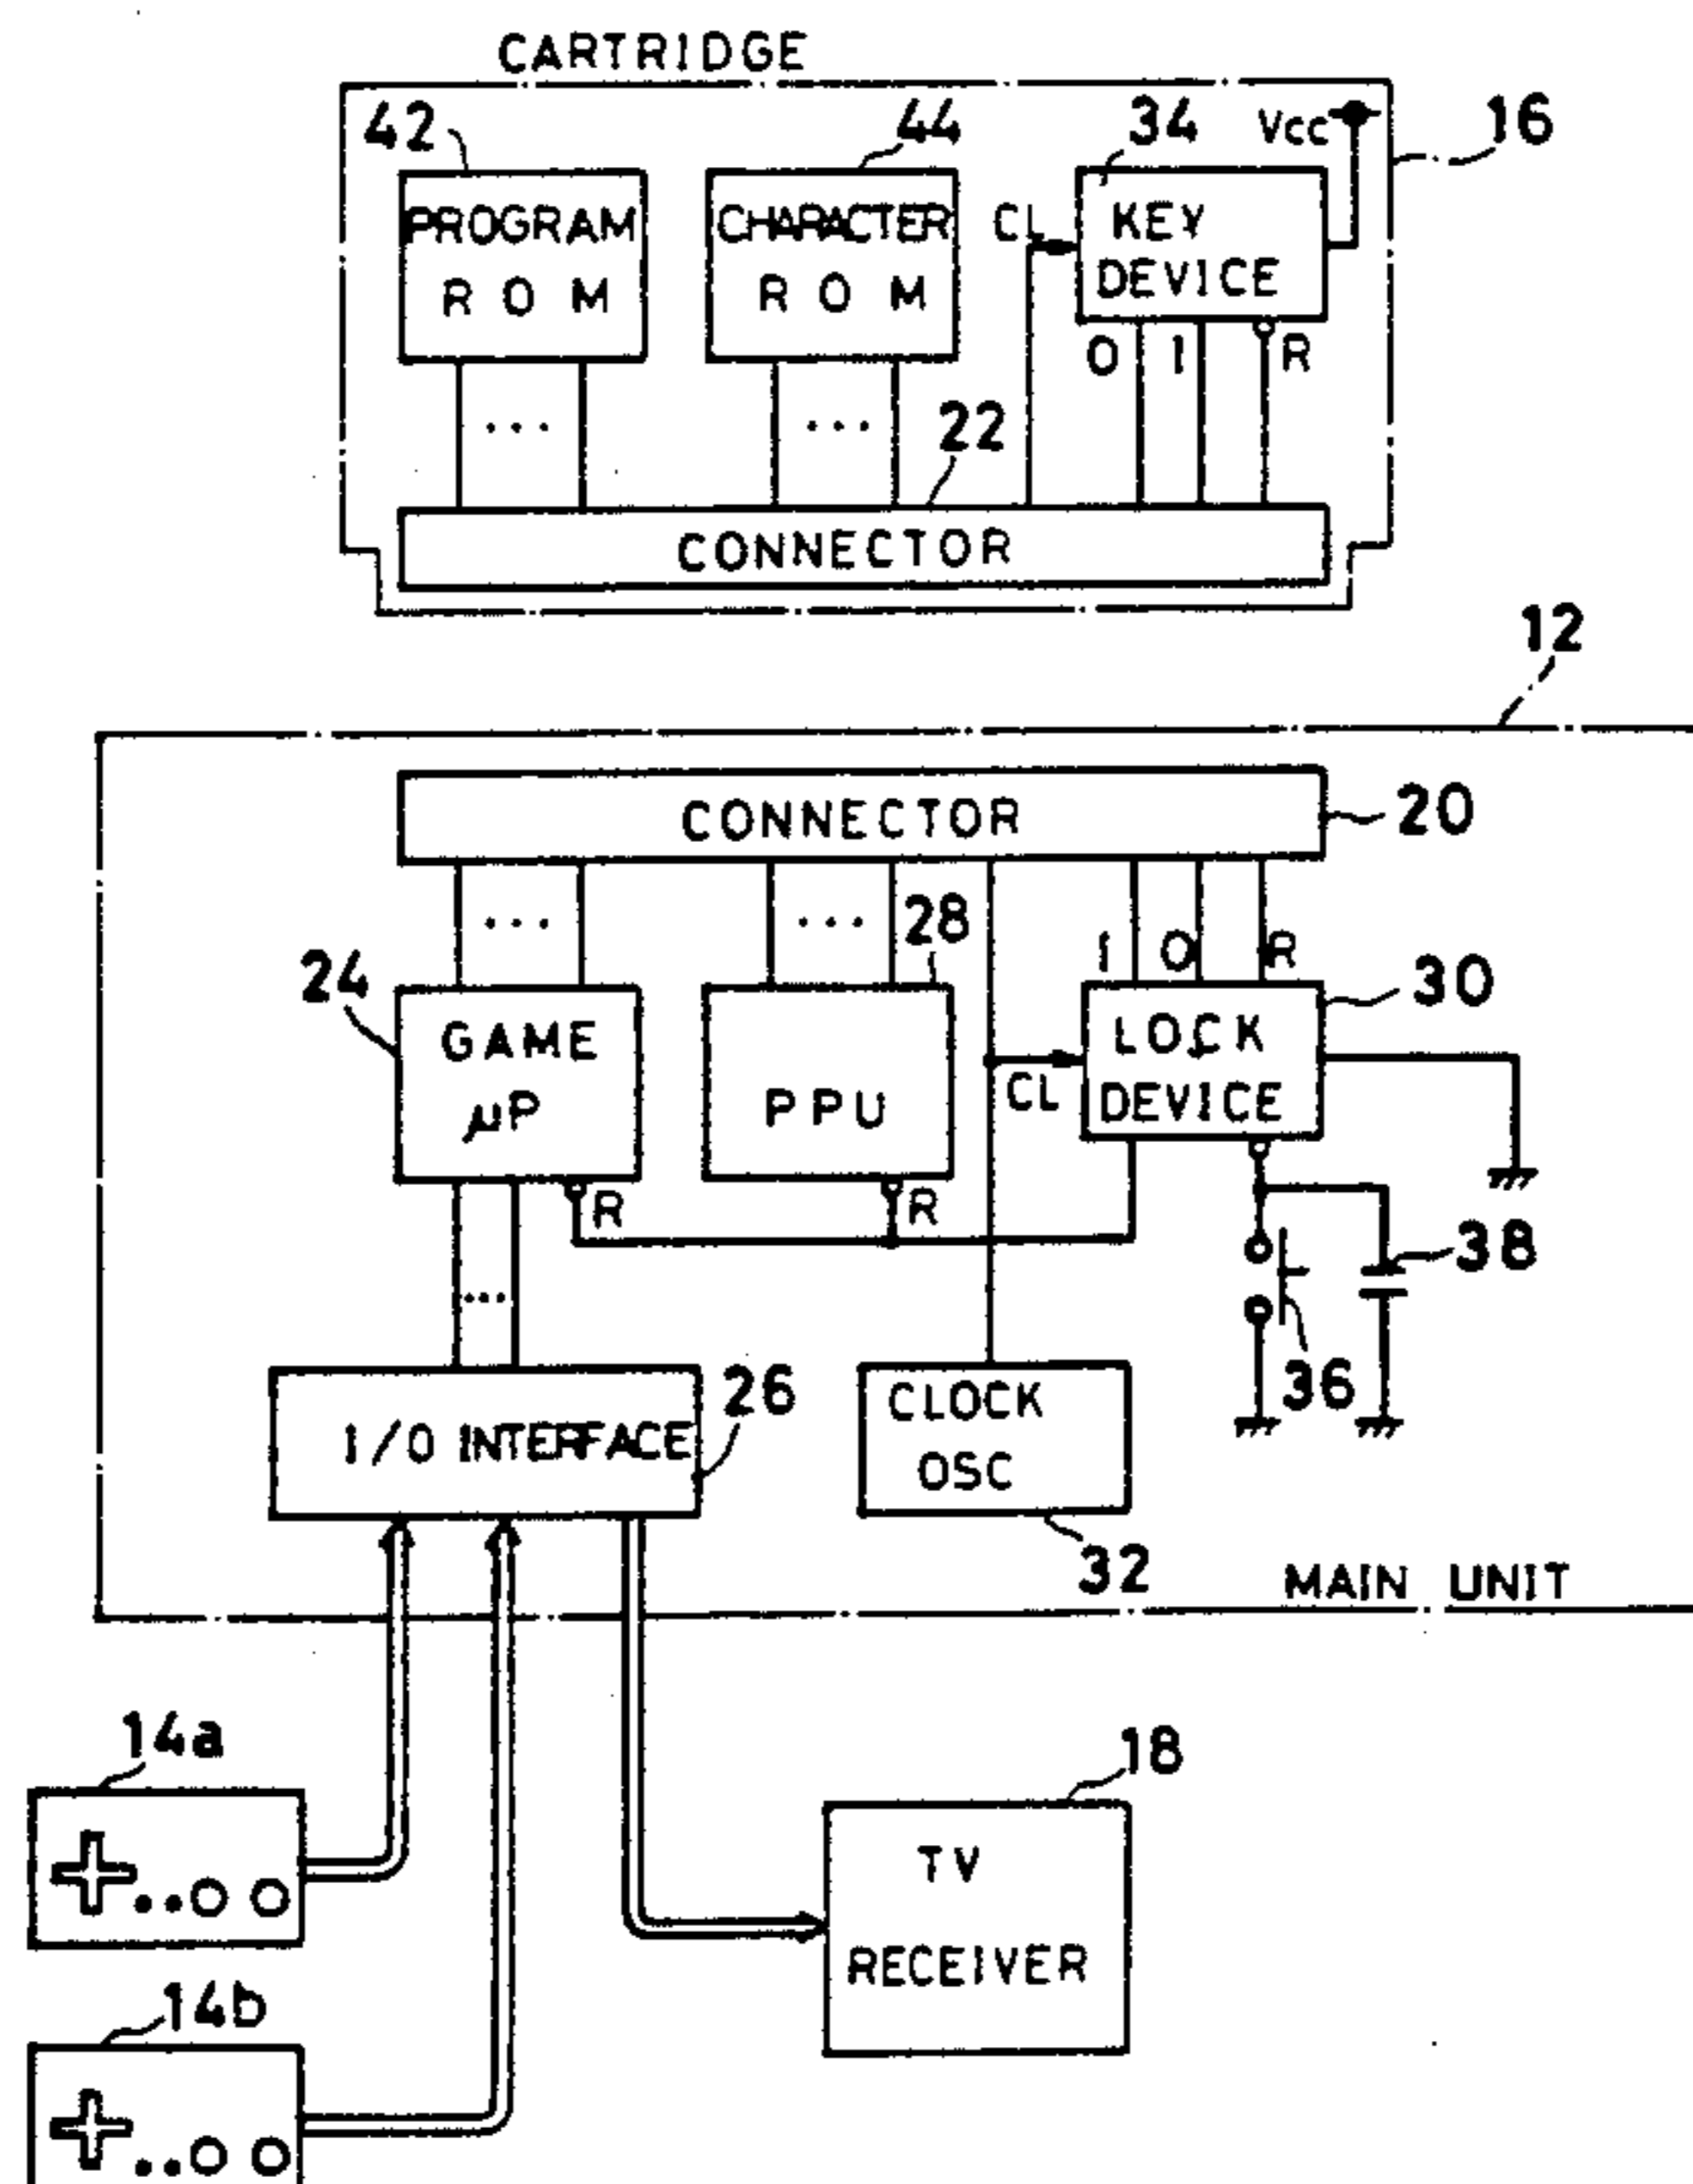 CARTRIDGE
42
44
34
Vcc
16
PROGRAM
ROM
CHARACTER
ROM
CL
KEY
DEVICE
O
I
R
...
...
22
CONNECTOR
12
CONNECTOR
20
...
...
28
I
O
R
24
30
GAME
μP
PPU
CL
LOCK
DEVICE
R
R
38
...
36
26
I/O INTERFACE
CLOCK
OSC
32
MAIN UNIT
14a
18
TV
RECEIVER
14b